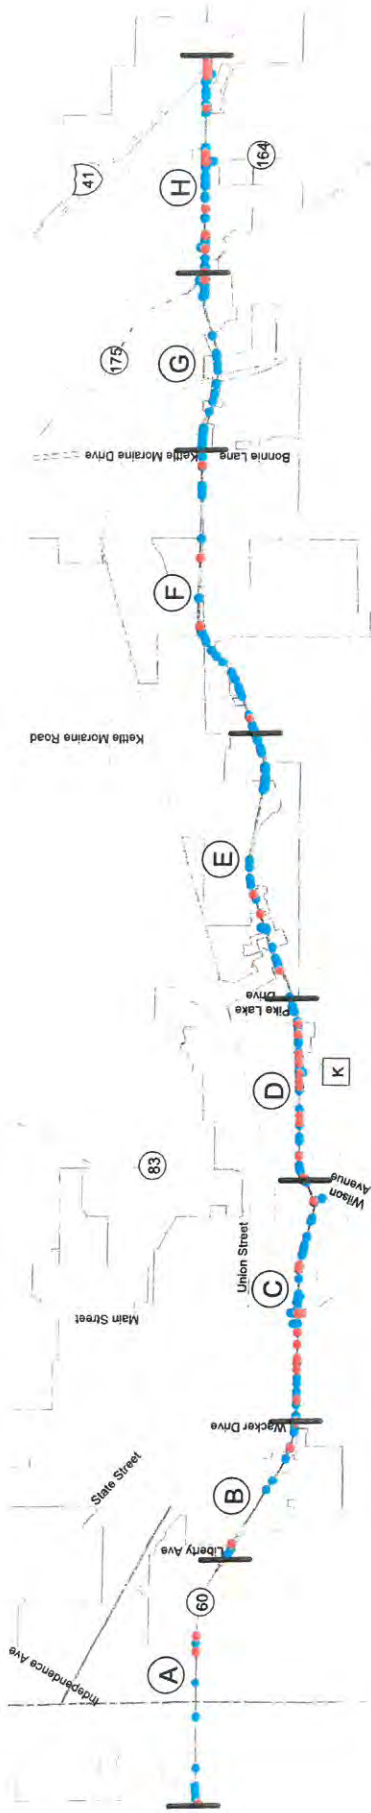 41
H
164
175
G
Kettle Moraine Drive
Bonnie Lane
F
Kettle Moraine Road
E
Pike Lake
Drive
D
K
83
Wilson
Avenue
Union Street
C
Main Street
Wacker Drive
State Street
B
Liberty Ave
60
Independence Ave
A